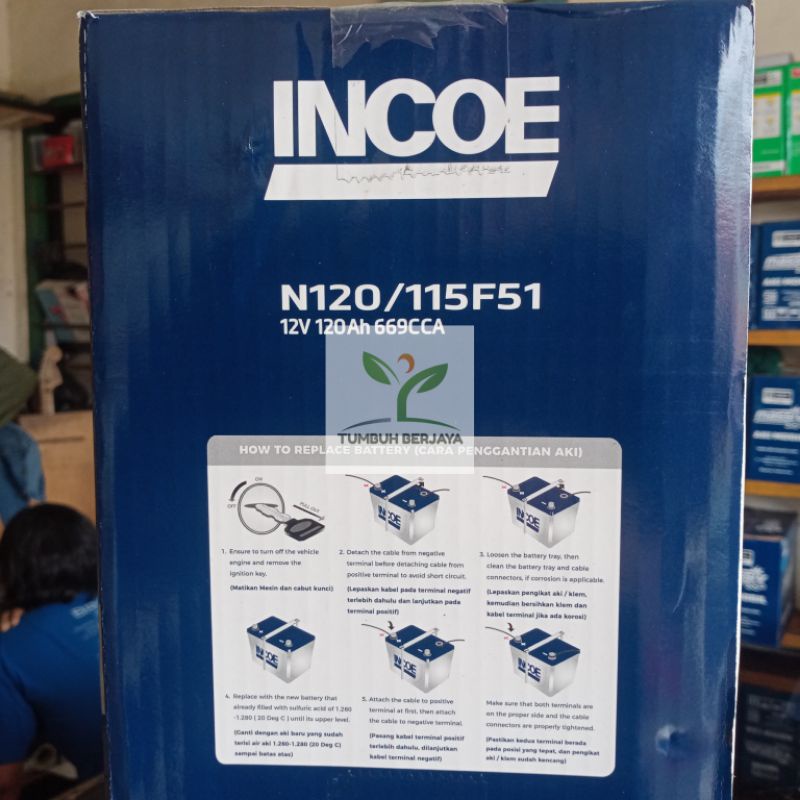 INCOE
N120/115F51
12V 120Ah 669CCA
TUMBUH BERJAYA
HOW TO REPLACE BATTERY (CARA PENGGANTIAN AKI)
ON
OFF
PULL OUT
INCOE
INCOE
1. Ensure to turn off the vehicle
engine and remove the
ignition key.
(Matikan Mesin dan cabut kunci)
2. Detach the cable from negative
terminal before detaching cable from
positive terminal to avoid short circuit.
(Lepaskan kabel pada terminal negatif
terlebih dahulu dan lanjutkan pada
terminal positif)
3. Loosen the battery tray, then
clean the battery tray and cable
connectors, if corrosion is applicable.
(Lepaskan pengikat aki / klem,
kemudian bersihkan klem dan
kabel terminal jika ada korosi)
INCOE
INCOE
INCOE
4. Replace with the new battery that
already filled with sulfuric acid of 1.280
-1.280 ( 20 Deg C ) until its upper level.
(Ganti dengan aki baru yang sudah
terisi air aki 1.280-1.280 (20 Deg C)
sampai batas atas)
5. Attach the cable to positive
terminal at first, then attach
the cable to negative terminal.
(Pasang kabel terminal positif
terlebih dahulu, dilanjutkan
kabel terminal negatif)
Make sure that both terminals are
on the proper side and the cable
connectors are properly tightened.
(Pastikan kedua terminal berada
pada posisi yang tepat, dan pengikat
aki / klem sudah kencang)